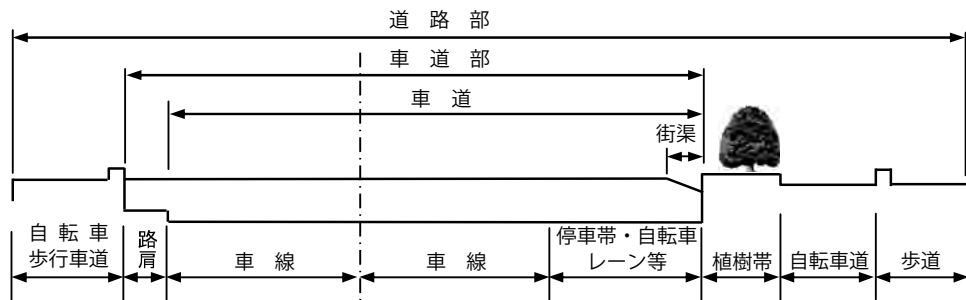 道路部
車道部
車道
街渠
自転車
歩行車道
路
肩
車線
車線
停車帯・自転車
レーン等
植樹帯
自転車道
歩道